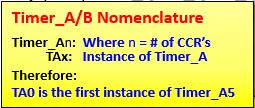 Timer_A/B Nomenclature
Timer_An: Where n = # of CCR's
TAx: Instance of Timer_A
Therefore:
TA0 is the first instance of Timer_A5